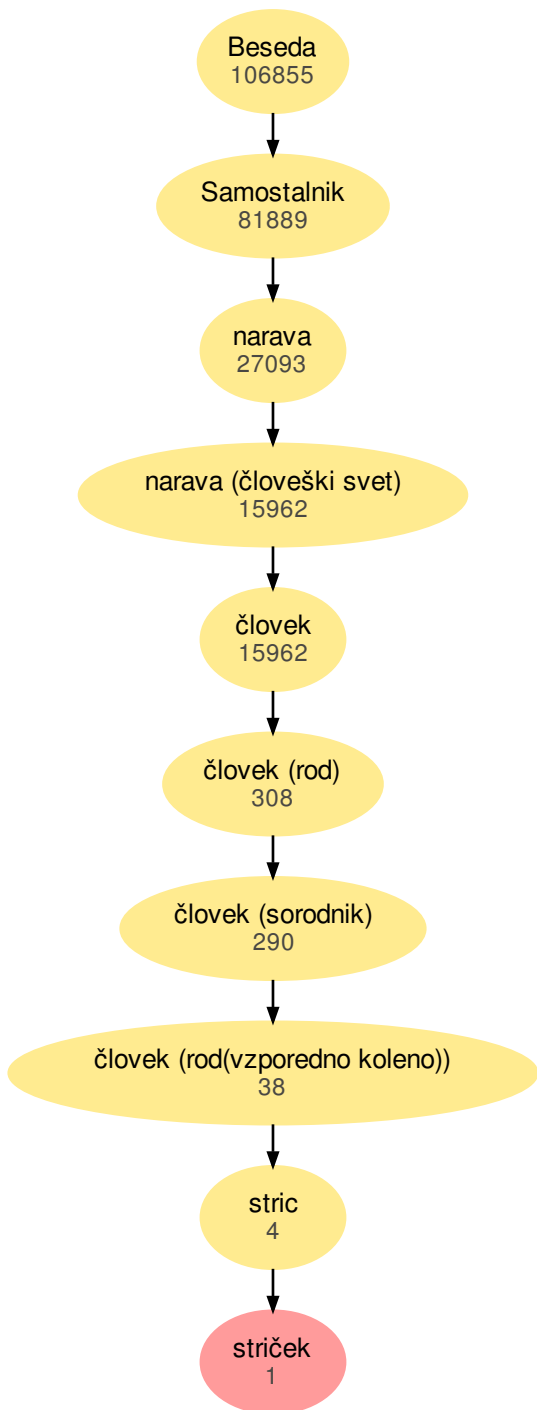 Beseda
106855
Samostalnik
81889
narava
27093
narava (človeški svet)
15962
človek
15962
človek (rod)
308
človek (sorodnik)
290
človek (rod(vzporedno koleno))
38
stric
4
striček
1